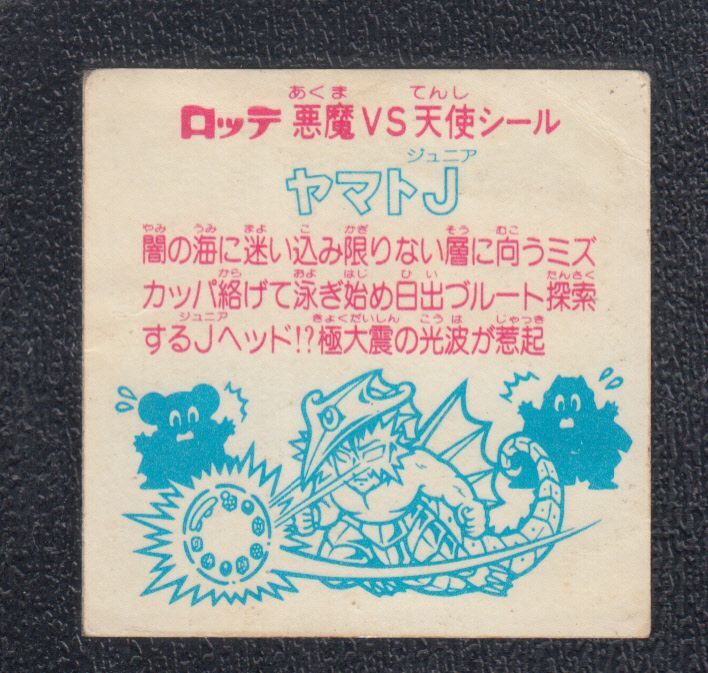 あくま てんし
ロッテ 悪魔VS天使シール
ジュニア
ヤマトJ
やみ うみ まよ こ かぎ そう むこ
闇の海に迷い込み限りない層に向うミズ
から およ はじ ひ い たんさく
カッパ絡げて泳ぎ始め日出づルート探索
ジュニア きょくだいしん こう は じゃっき
するJヘッド!?極大震の光波が惹起